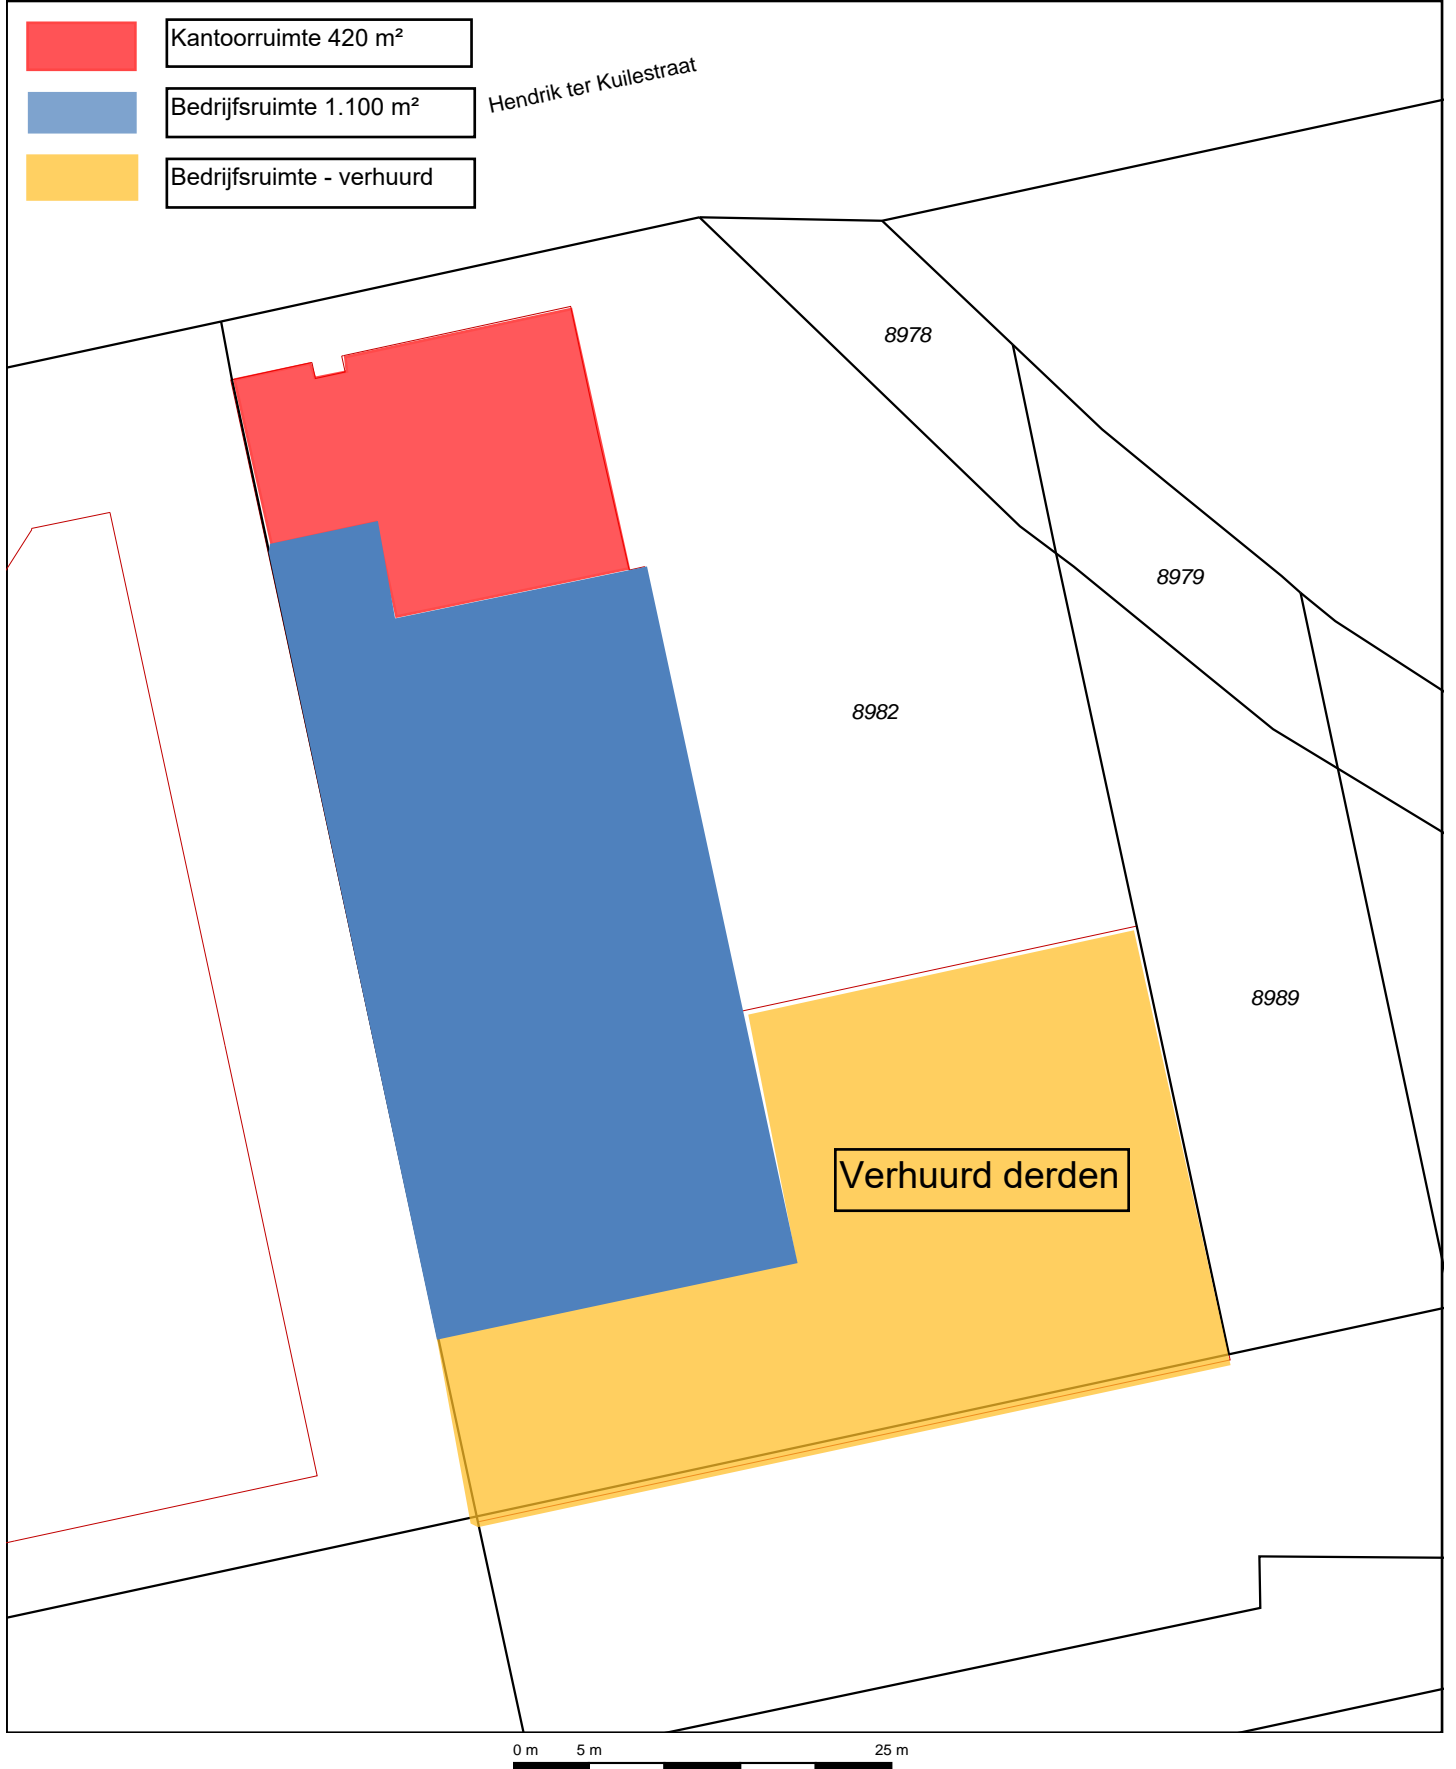 Kantoorruimte 420 m²
Bedrijfsruimte 1.100 m²
Hendrik ter Kuilestraat
Bedrijfsruimte - verhuurd
8978
8979
8982
8989
Verhuurd derden
0 m 5 m 25 m